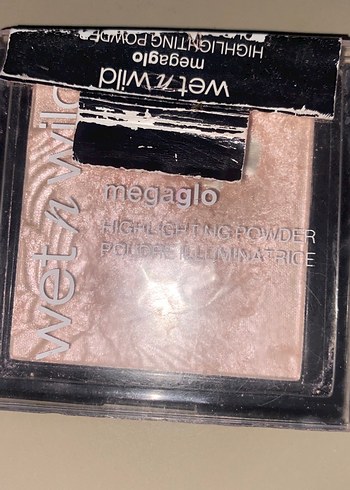 HIGHLIGHTING POWDER
megaglo
wet n wild
wet n wild
megaglo
HIGHLIGHTING POWDER
POUDRE ILLUMINATRICE